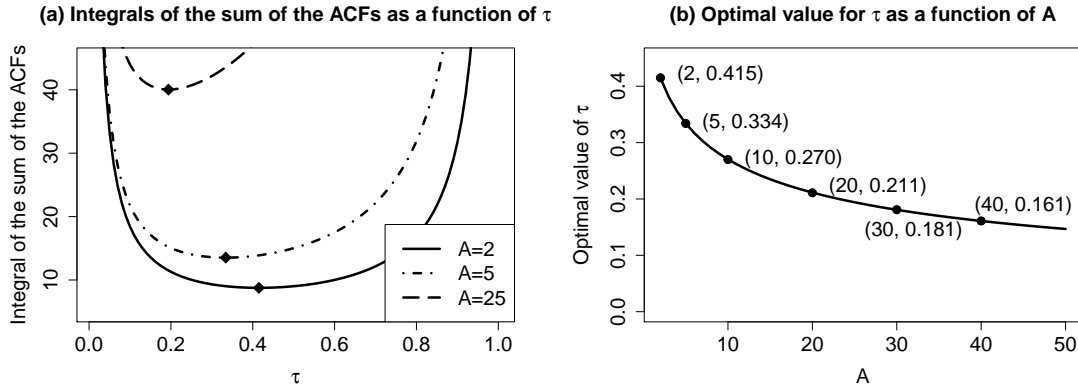 (a) Integrals of the sum of the ACFs as a function of τ
Integral of the sum of the ACFs
40
30
20
10
0.0 0.2 0.4 0.6 0.8 1.0
τ
A=2
A=5
A=25
(b) Optimal value for τ as a function of A
Optimal value of τ
0.4
0.3
0.2
0.1
0.0
(2, 0.415)
(5, 0.334)
(10, 0.270)
(20, 0.211)
(30, 0.181)
(40, 0.161)
10 20 30 40 50
A